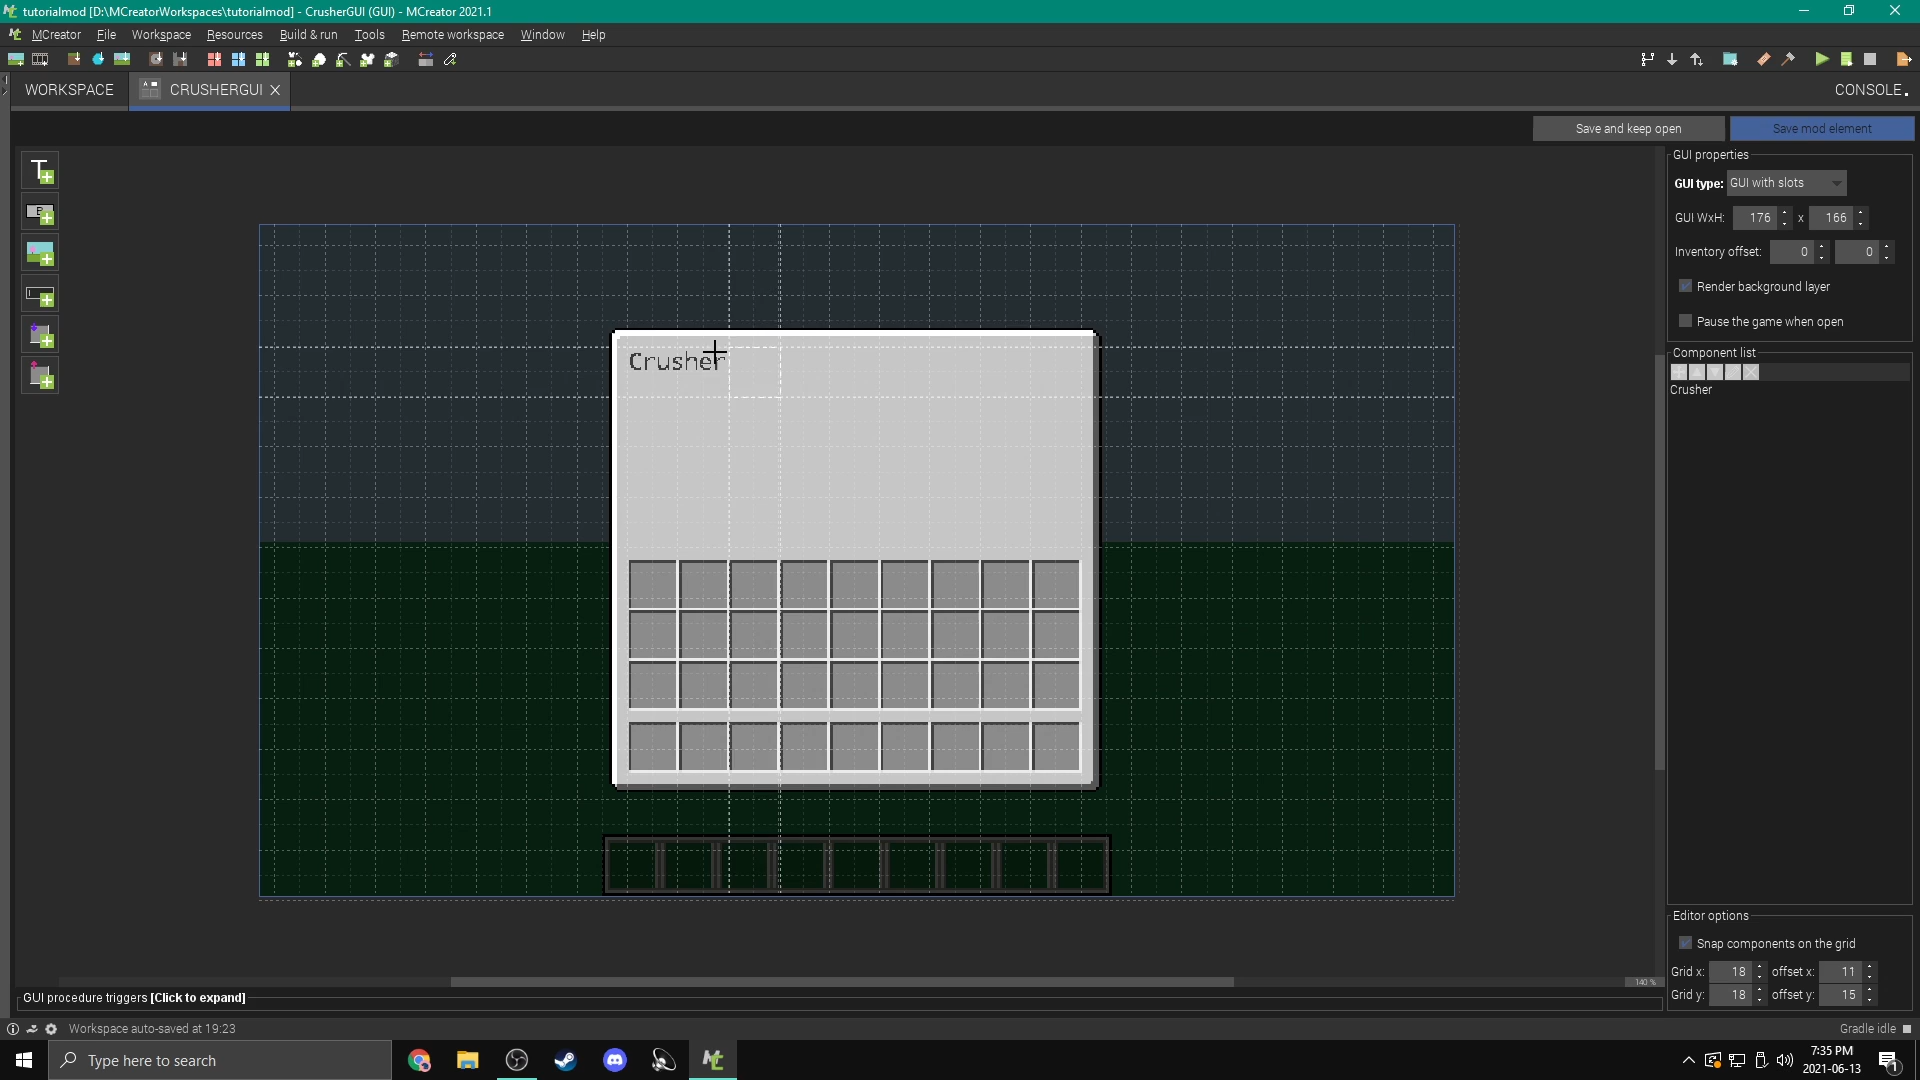 tutorialmod [D:\MCreatorWorkspaces\tutorialmod] - CrusherGUI (GUI) - MCreator 2021.1
MCreator File Workspace Resources Build & run Tools Remote workspace Window Help
WORKSPACE CRUSHERGUI CONSOLE
Save and keep open Save mod element
GUI properties
GUI type: GUI with slots
GUI WxH: 176 x 166
Inventory offset: 0 0
Render background layer
Pause the game when open
Component list
Crusher
Crusher
Editor options
Snap components on the grid
Grid x: 18 offset x: 11
Grid y: 18 offset y: 15
140 %
GUI procedure triggers [Click to expand]
Workspace auto-saved at 19:23
Gradle idle
Type here to search
7:35 PM
2021-06-13
1